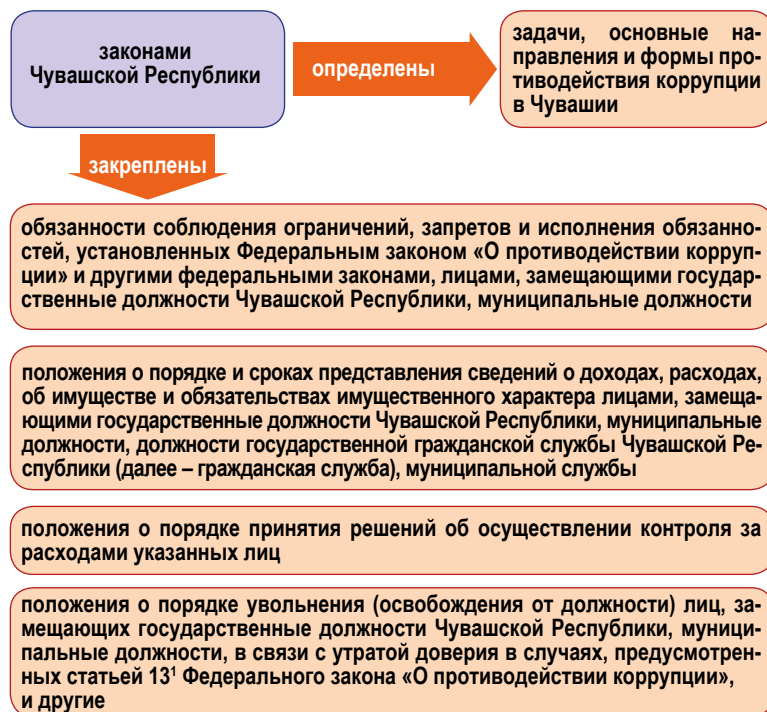 законами
Чувашской Республики
определены
задачи, основные на-
правления и формы про-
тиводействия коррупции
в Чувашии
закреплены
обязанности соблюдения ограничений, запретов и исполнения обязанно-
стей, установленных Федеральным законом «О противодействии корруп-
ции» и другими федеральными законами, лицами, замещающими государ-
ственные должности Чувашской Республики, муниципальные должности
положения о порядке и сроках представления сведений о доходах, расходах,
об имуществе и обязательствах имущественного характера лицами, замеща-
ющими государственные должности Чувашской Республики, муниципальные
должности, должности государственной гражданской службы Чувашской Ре-
спублики (далее – гражданская служба), муниципальной службы
положения о порядке принятия решений об осуществлении контроля за
расходами указанных лиц
положения о порядке увольнения (освобождения от должности) лиц, за-
мещающих государственные должности Чувашской Республики, муници-
пальные должности, в связи с утратой доверия в случаях, предусмотрен-
ных статьей 13¹ Федерального закона «О противодействии коррупции»,
и другие